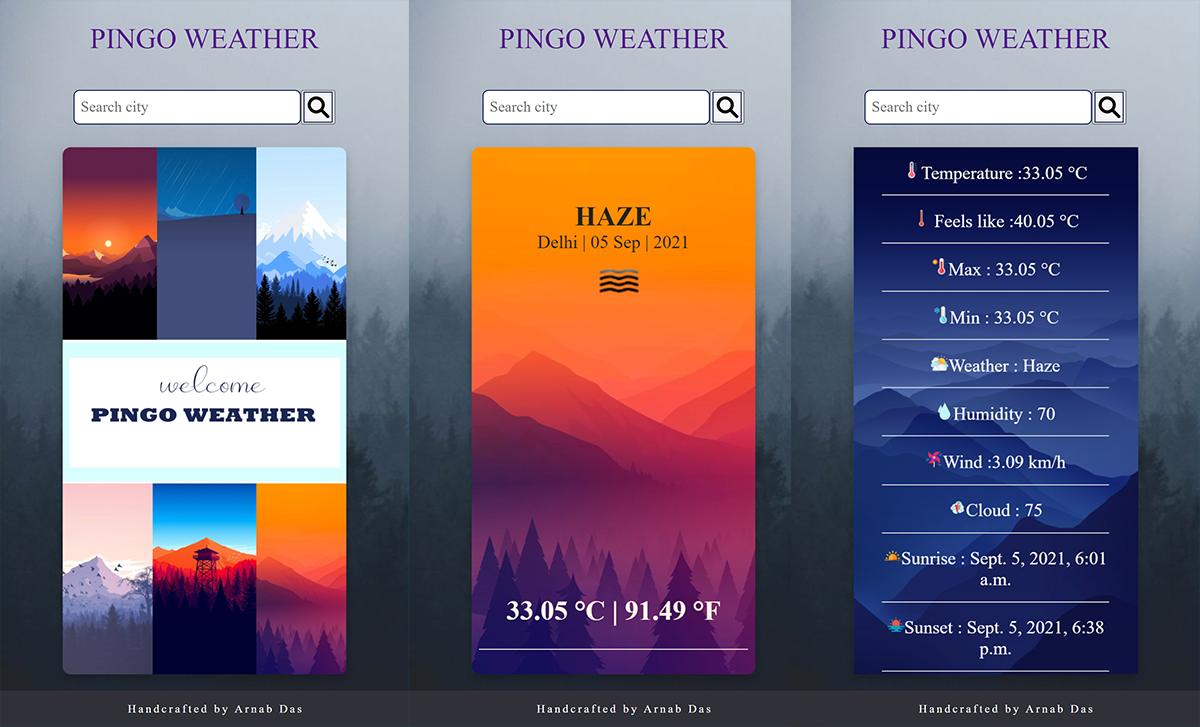 PINGO WEATHER
Search city
welcome
PINGO WEATHER
Handcrafted by Arnab Das
PINGO WEATHER
Search city
HAZE
Delhi | 05 Sep | 2021
33.05 °C | 91.49 °F
Handcrafted by Arnab Das
PINGO WEATHER
Search city
Temperature :33.05 °C
Feels like :40.05 °C
Max : 33.05 °C
Min : 33.05 °C
Weather : Haze
Humidity : 70
Wind :3.09 km/h
Cloud : 75
Sunrise : Sept. 5, 2021, 6:01
a.m.
Sunset : Sept. 5, 2021, 6:38
p.m.
Handcrafted by Arnab Das